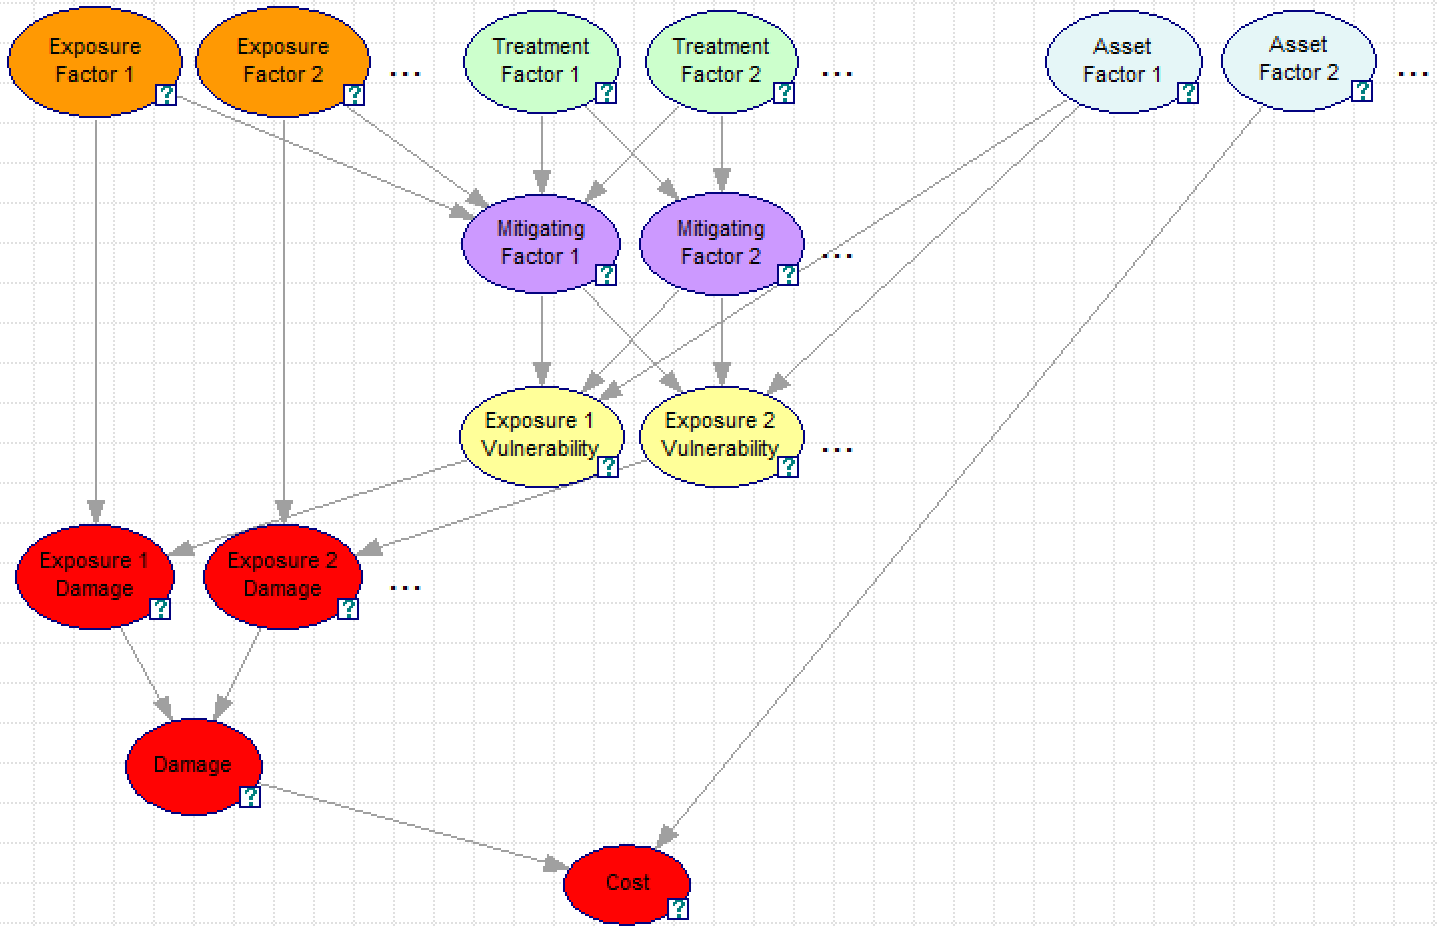 Exposure
Factor 1
?
Exposure
Factor 2
?
...
Treatment
Factor 1
?
Treatment
Factor 2
?
...
Asset
Factor 1
?
Asset
Factor 2
?
...
Mitigating
Factor 1
?
Mitigating
Factor 2
?
...
Exposure 1
Vulnerability
?
Exposure 2
Vulnerability
?
...
Exposure 1
Damage
?
Exposure 2
Damage
?
...
Damage
?
Cost
?